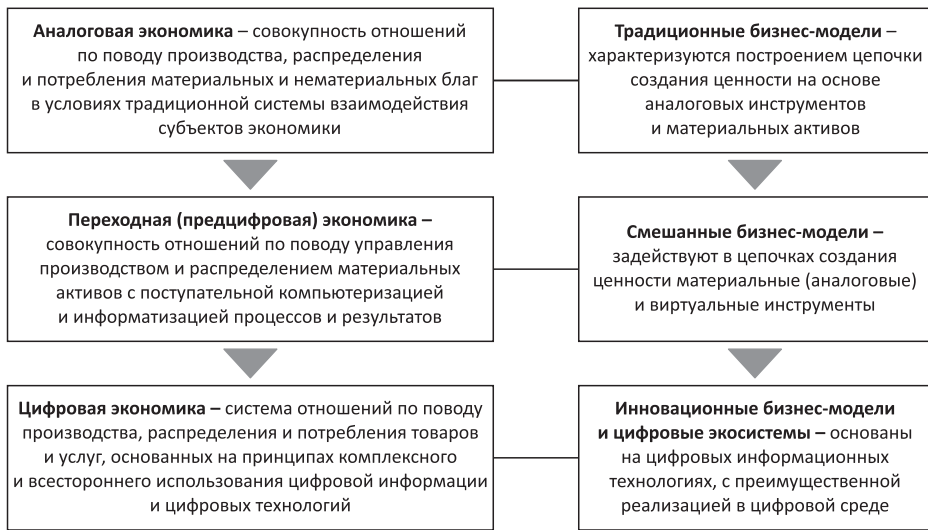 Аналоговая экономика – совокупность отношений
по поводу производства, распределения
и потребления материальных и нематериальных благ
в условиях традиционной системы взаимодействия
субъектов экономики
Традиционные бизнес-модели –
характеризуются построением цепочки
создания ценности на основе
аналоговых инструментов
и материальных активов
Переходная (предцифровая) экономика –
совокупность отношений по поводу управления
производством и распределением материальных
активов с поступательной компьютеризацией
и информатизацией процессов и результатов
Смешанные бизнес-модели –
задействуют в цепочках создания
ценности материальные (аналоговые)
и виртуальные инструменты
Цифровая экономика – система отношений по поводу
производства, распределения и потребления товаров
и услуг, основанных на принципах комплексного
и всестороннего использования цифровой информации
и цифровых технологий
Инновационные бизнес-модели
и цифровые экосистемы – основаны
на цифровых информационных
технологиях, с преимущественной
реализацией в цифровой среде